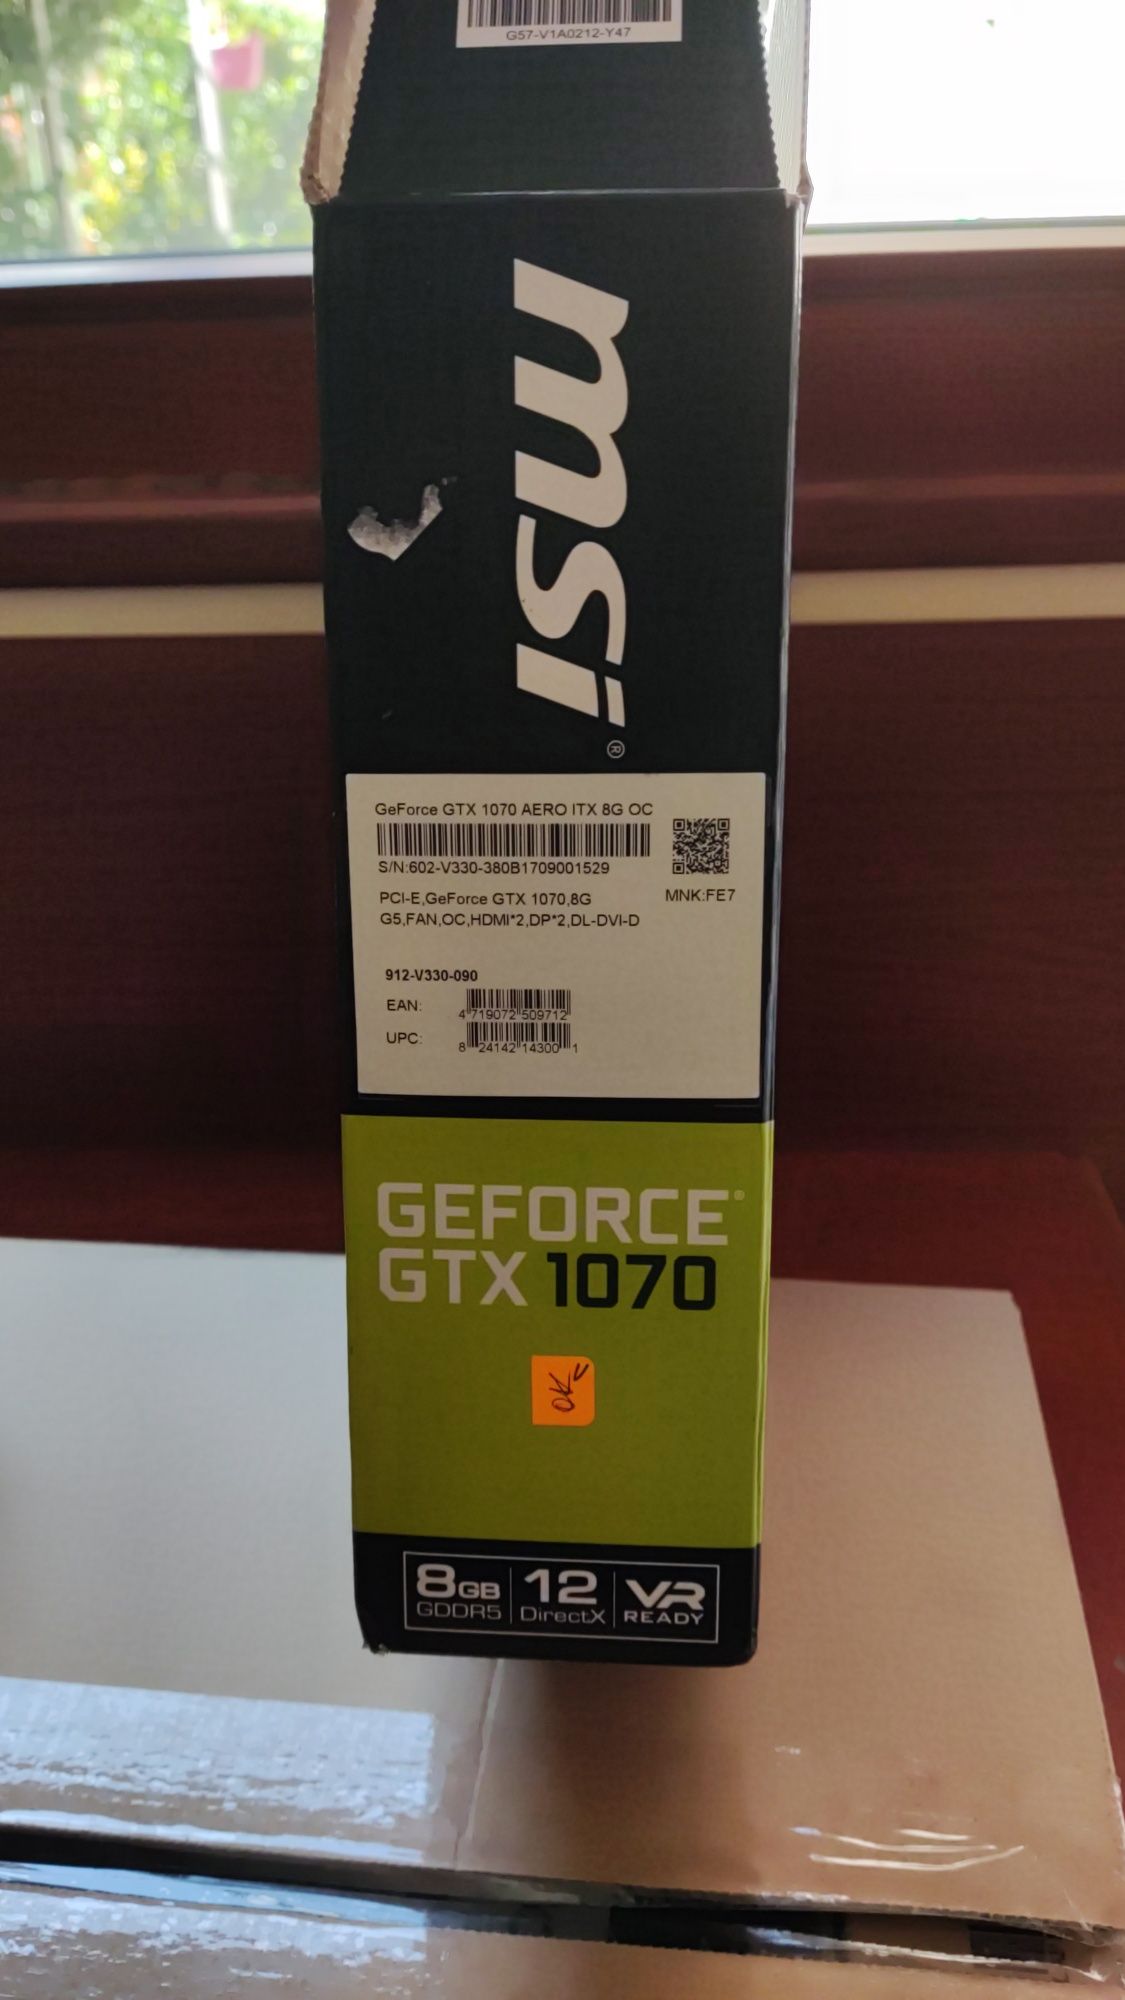 G57-V1A0212-Y47
msi®
GeForce GTX 1070 AERO ITX 8G OC
S/N:602-V330-380B1709001529
MNK:FE7
PCI-E,GeForce GTX 1070,8G
G5,FAN,OC,HDMI*2,DP*2,DL-DVI-D
912-V330-090
EAN:
4 719072 509712
UPC:
8 24142 14300 1
GEFORCE®
GTX 1070
OK
8GB
GDDR5
12
DirectX
VR
READY